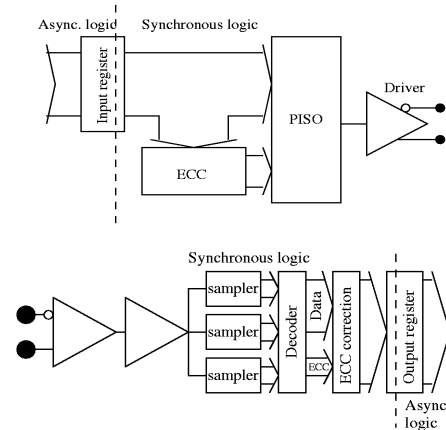 Async. logic
Synchronous logic
Input register
Driver
PISO
ECC
Synchronous logic
sampler
sampler
sampler
Decoder
Data
ECC
ECC correction
Output register
Async
logic